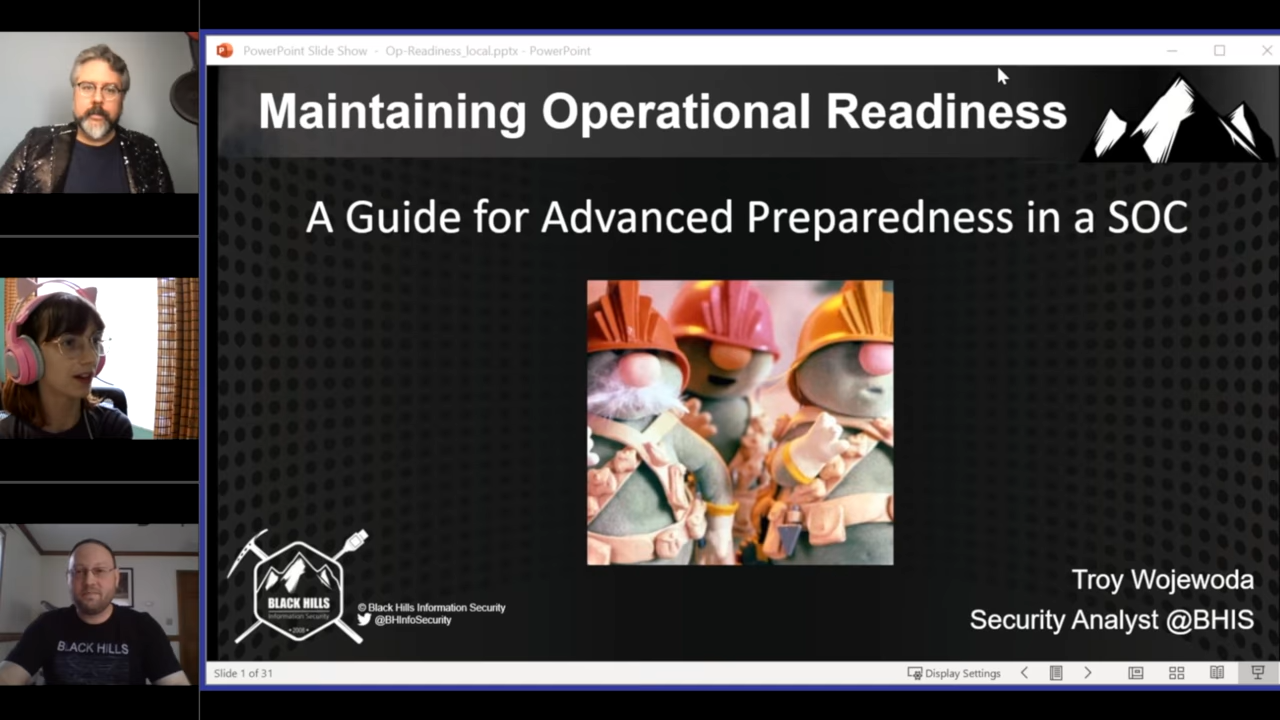 PowerPoint Slide Show - Op-Readiness_local.pptx - PowerPoint
Maintaining Operational Readiness
A Guide for Advanced Preparedness in a SOC
BLACK HILLS
Information Security
• 2008 •
© Black Hills Information Security
@BHInfoSecurity
Troy Wojewoda
Security Analyst @BHIS
BLACK HILLS
Slide 1 of 31
Display Settings